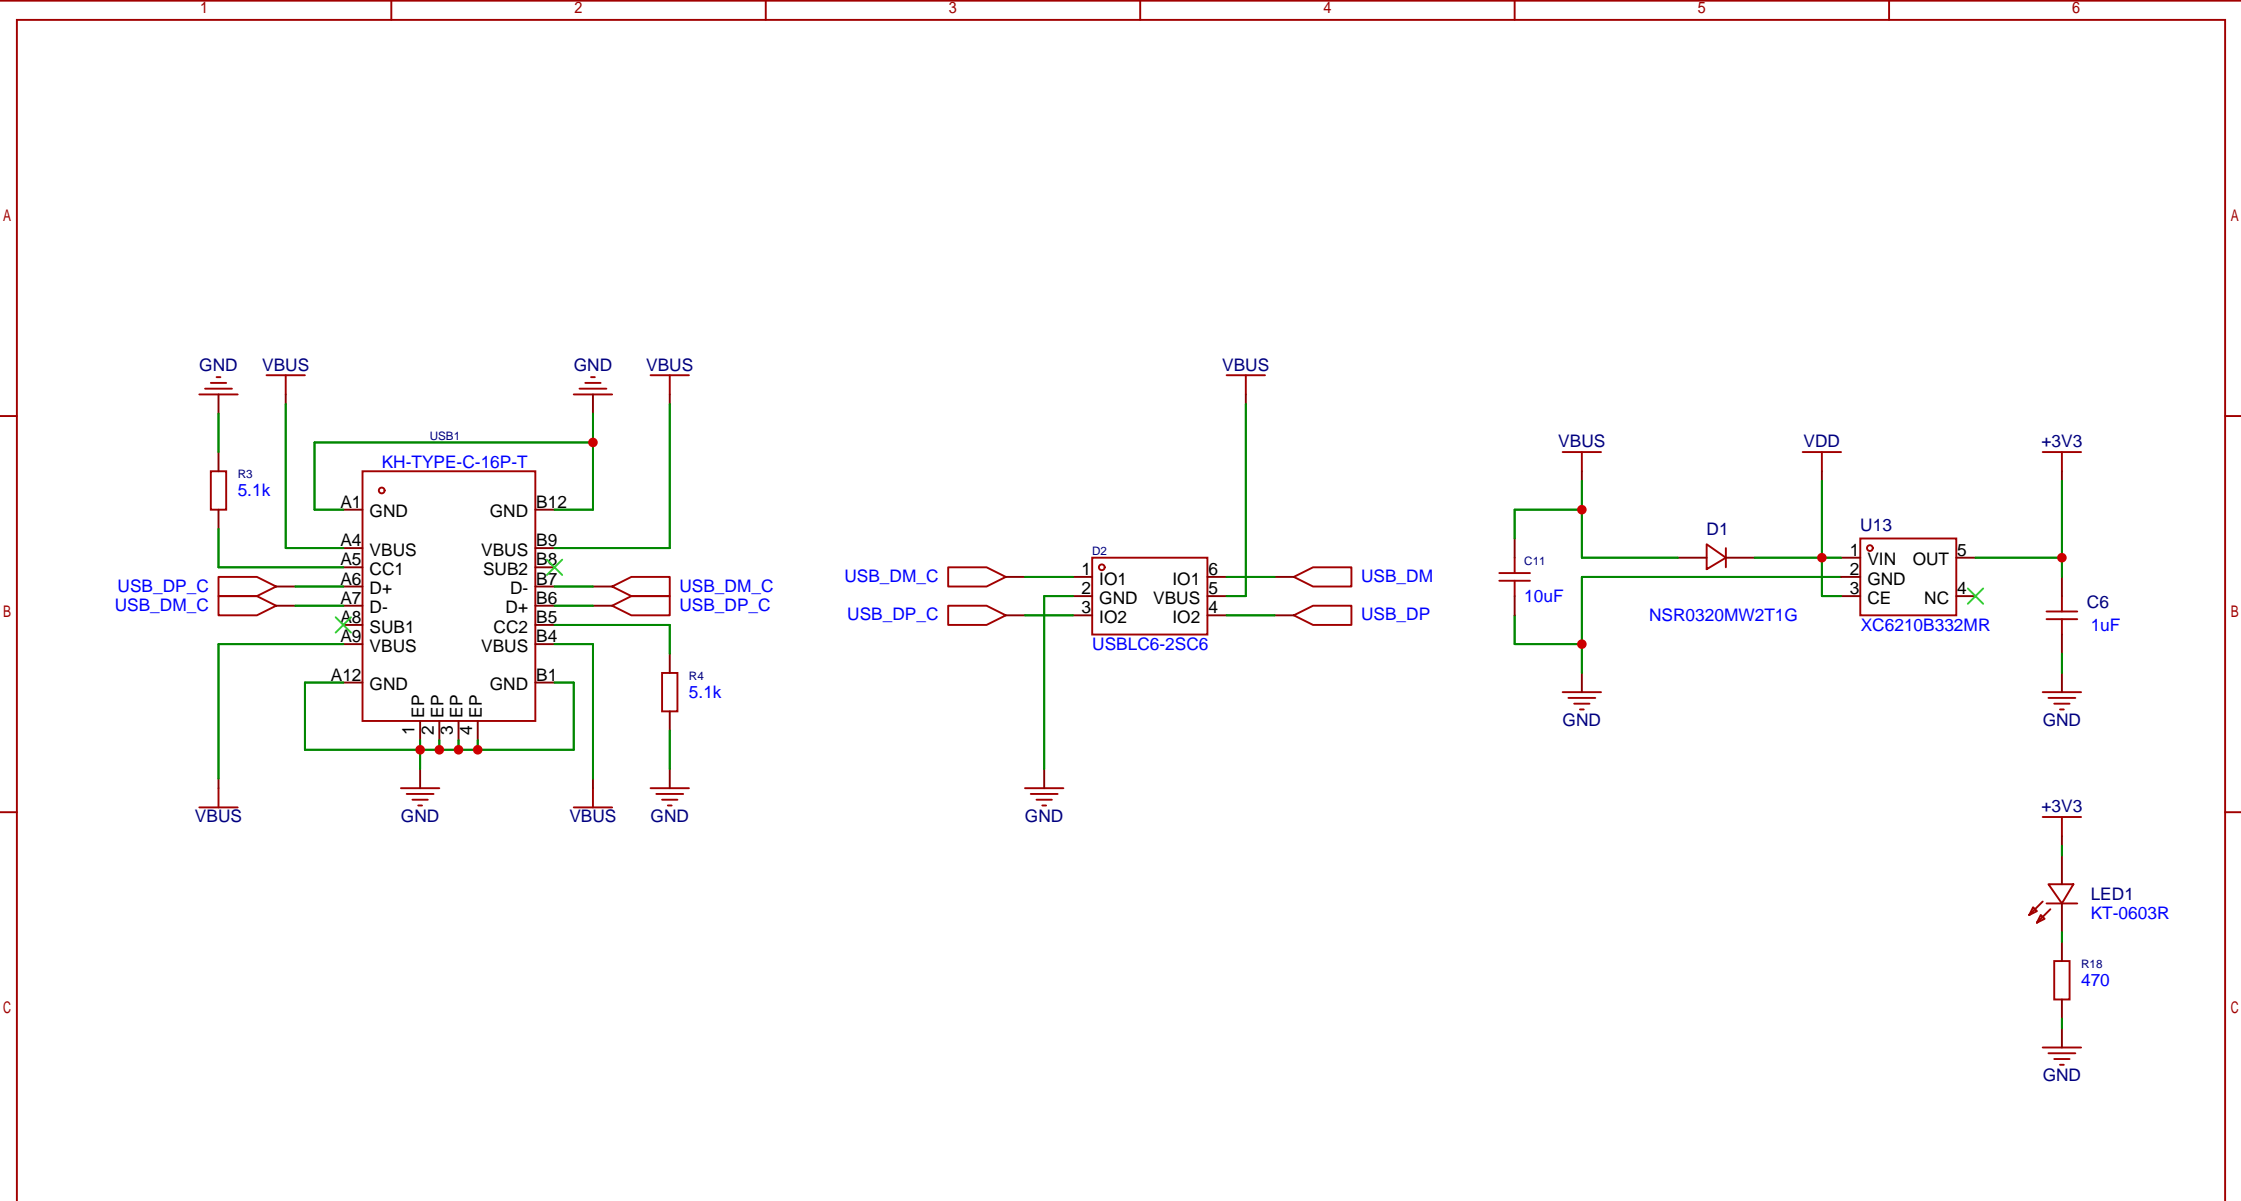 1 2 3 4 5 6
A A
GND VBUS GND VBUS
VBUS
USB1
KH-TYPE-C-16P-T
R3
5.1k
A1 GND GND B12
A4 VBUS VBUS B9
A5 CC1 SUB2 B8
A6 D+ D- B7
A7 D- D+ B6
A8 SUB1 CC2 B5
A9 VBUS VBUS B4
A12 GND GND B1
EP EP EP EP
1 2 3 4
USB_DP_C
USB_DM_C
USB_DM_C
USB_DP_C
R4
5.1k
VBUS GND VBUS GND
D2
USB_DM_C 1 IO1 IO1 6 USB_DM
2 GND VBUS 5
USB_DP_C 3 IO2 IO2 4 USB_DP
USBLC6-2SC6
GND
VBUS VDD +3V3
C11
10uF
D1
NSR0320MW2T1G
U13
1 VIN OUT 5
2 GND
3 CE NC 4
XC6210B332MR
C6
1uF
GND GND
B B
+3V3
LED1
KT-0603R
R18
470
GND
C C